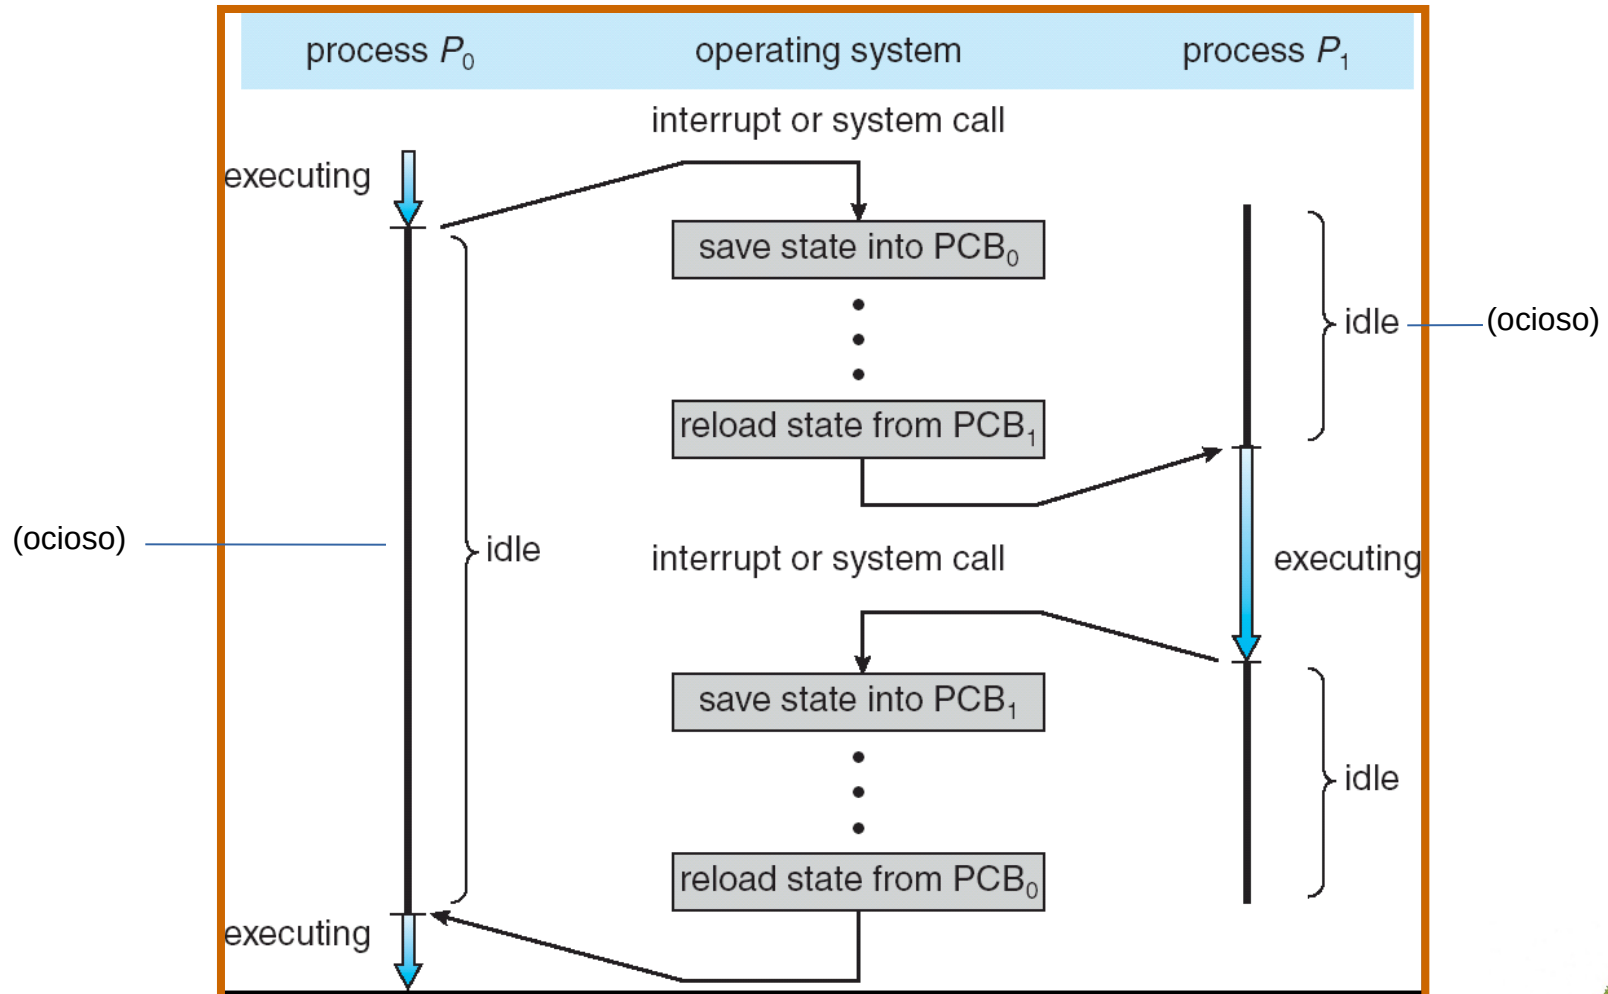 process P₀ operating system process P₁
interrupt or system call
executing
save state into PCB₀
idle (ocioso)
reload state from PCB₁
(ocioso)
idle
interrupt or system call
executing
save state into PCB₁
idle
reload state from PCB₀
executing